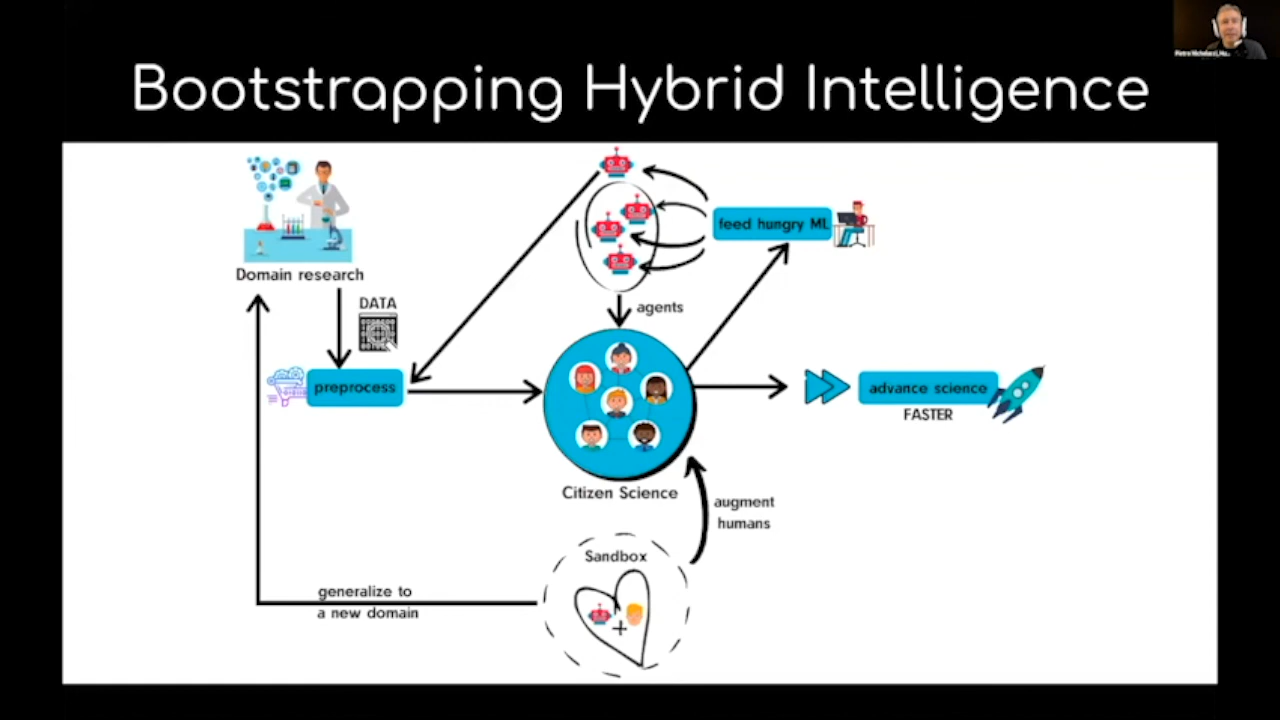 Bootstrapping Hybrid Intelligence
feed hungry ML
Domain research
DATA
agents
preprocess
advance science
FASTER
Citizen Science
augment
humans
Sandbox
generalize to
a new domain